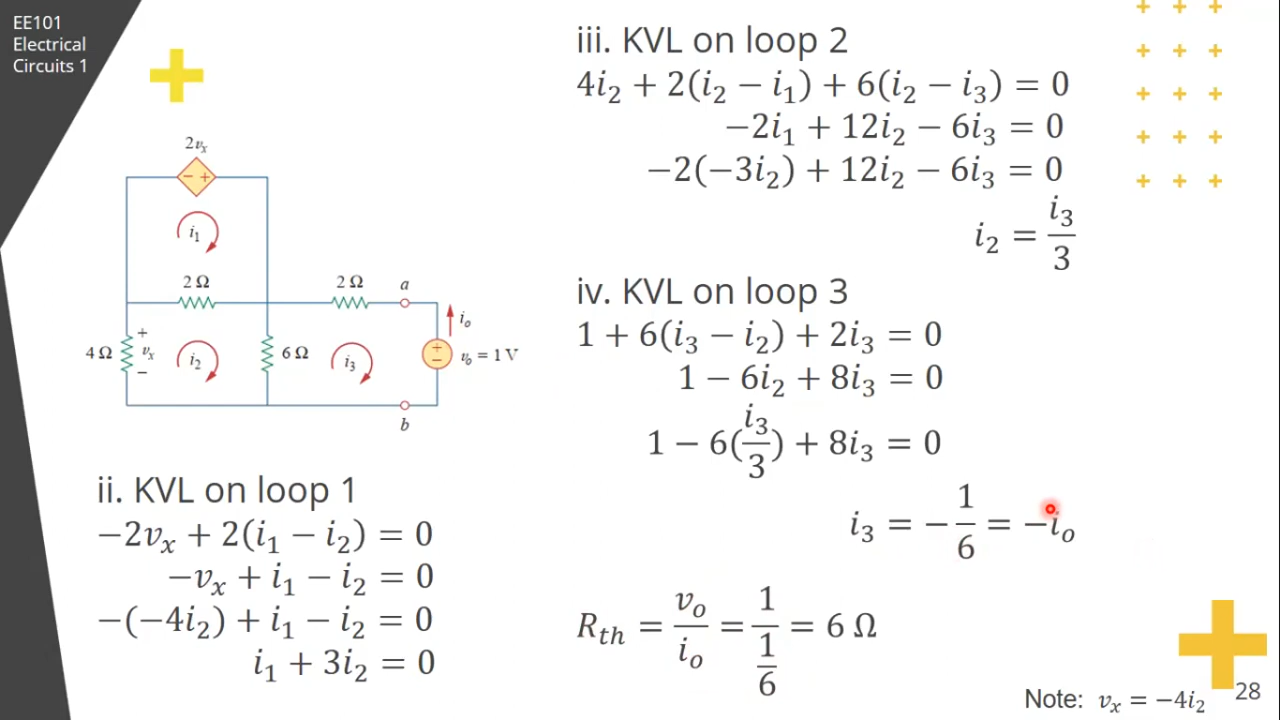 EE101
Electrical
Circuits 1
2vₓ
− +
i₁
2 Ω
2 Ω
a
4 Ω
+
vₓ
−
i₂
6 Ω
i₃
+
−
iₒ
vₒ = 1 V
b
ii. KVL on loop 1
−2vₓ + 2(i₁ − i₂) = 0
−vₓ + i₁ − i₂ = 0
−(−4i₂) + i₁ − i₂ = 0
i₁ + 3i₂ = 0
iii. KVL on loop 2
4i₂ + 2(i₂ − i₁) + 6(i₂ − i₃) = 0
−2i₁ + 12i₂ − 6i₃ = 0
−2(−3i₂) + 12i₂ − 6i₃ = 0
i₂ = i₃/3
iv. KVL on loop 3
1 + 6(i₃ − i₂) + 2i₃ = 0
1 − 6i₂ + 8i₃ = 0
1 − 6(i₃/3) + 8i₃ = 0
i₃ = −1/6 = −iₒ
Rₜₕ = vₒ/iₒ = 1/(1/6) = 6 Ω
Note: vₓ = −4i₂
28